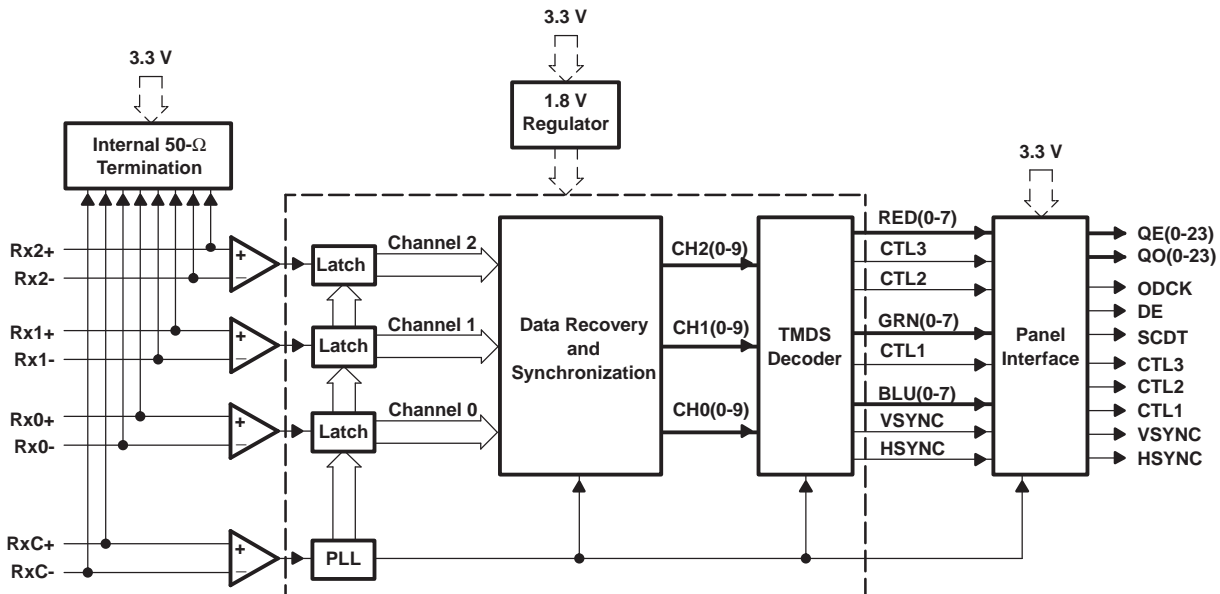 3.3 V
3.3 V
1.8 V
Regulator
Internal 50-Ω
Termination
3.3 V
Rx2+
Rx2-
Rx1+
Rx1-
Rx0+
Rx0-
RxC+
RxC-
+
−
+
−
+
−
+
−
Latch
Latch
Latch
PLL
Channel 2
Channel 1
Channel 0
Data Recovery
and
Synchronization
CH2(0-9)
CH1(0-9)
CH0(0-9)
TMDS
Decoder
RED(0-7)
CTL3
CTL2
GRN(0-7)
CTL1
BLU(0-7)
VSYNC
HSYNC
Panel
Interface
QE(0-23)
QO(0-23)
ODCK
DE
SCDT
CTL3
CTL2
CTL1
VSYNC
HSYNC